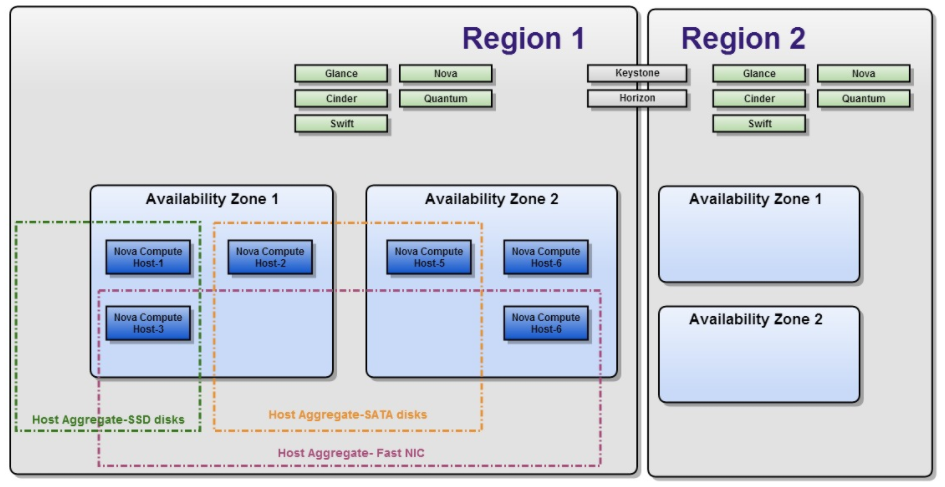 Region 1
Region 2
Glance
Nova
Keystone
Glance
Nova
Cinder
Quantum
Horizon
Cinder
Quantum
Swift
Swift
Availability Zone 1
Availability Zone 2
Availability Zone 1
Nova Compute
Host-1
Nova Compute
Host-2
Nova Compute
Host-5
Nova Compute
Host-6
Nova Compute
Host-3
Nova Compute
Host-6
Availability Zone 2
Host Aggregate-SSD disks
Host Aggregate-SATA disks
Host Aggregate- Fast NIC